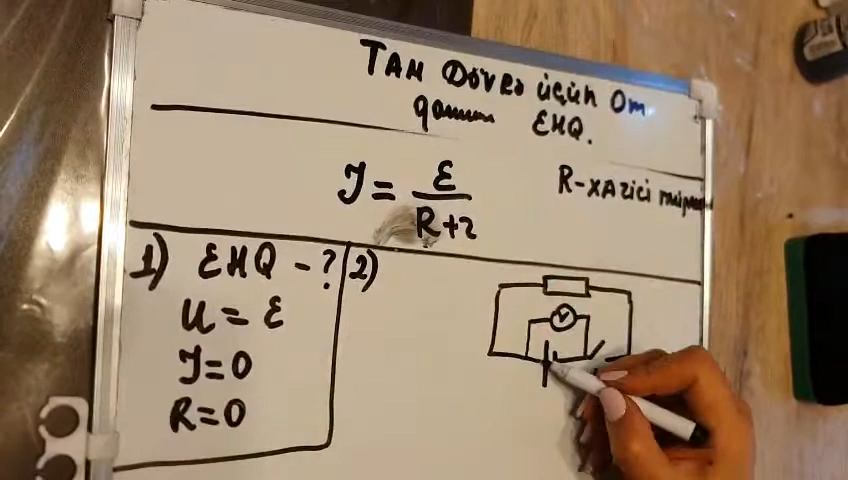 TAM Dövrə üçün Om
qanunu EHQ.
J = ε / R+r
R-xarici
1) EHQ - ?
U = ε
J=0
R=0
2)
V